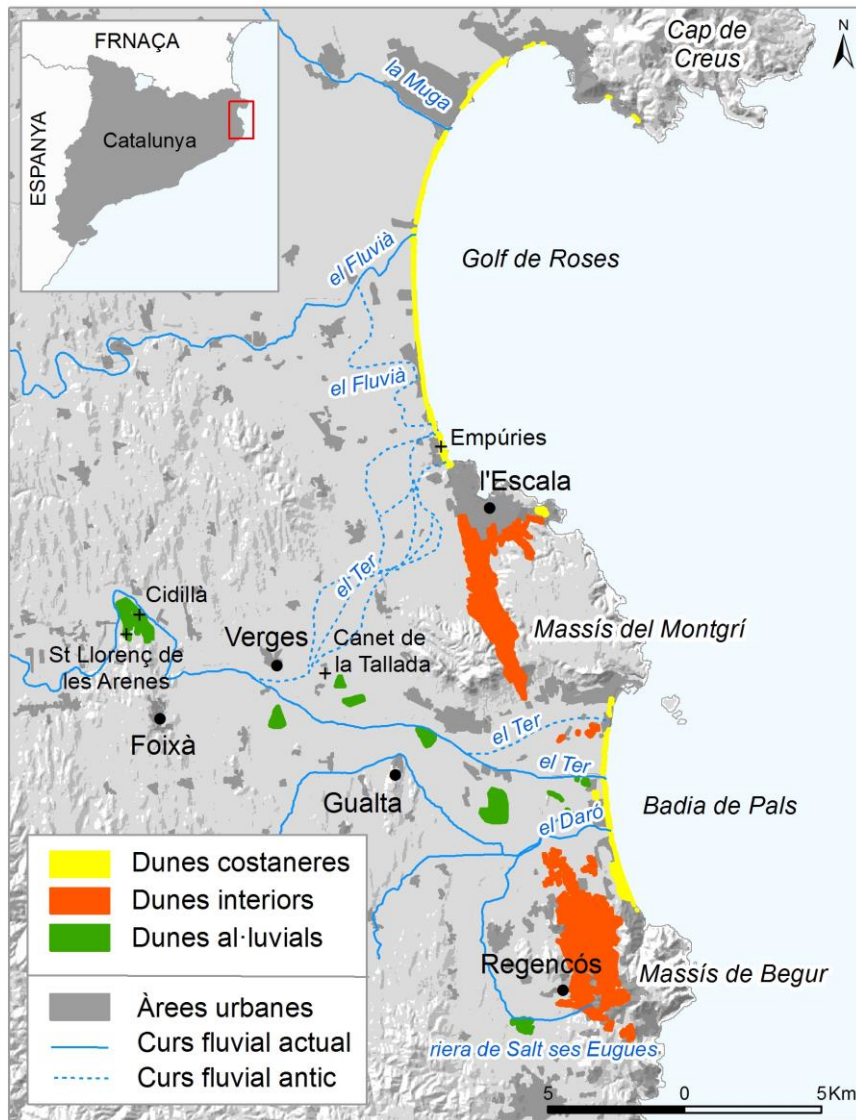 FRNAÇA
ESPANYA
Catalunya
Cap de
Creus
N
la Muga
Golf de Roses
el Fluvià
el Fluvià
Empúries
l'Escala
el Ter
Cidillà
Verges
Canet de
la Tallada
Massís del Montgrí
St Llorenç de
les Arenes
Foixà
el Ter
el Ter
Gualta
Badia de Pals
el Daró
Dunes costaneres
Dunes interiors
Dunes al·luvials
Regencós
Massís de Begur
Àrees urbanes
Curs fluvial actual
Curs fluvial antic
riera de Salt ses Eugues
5 0 5Km